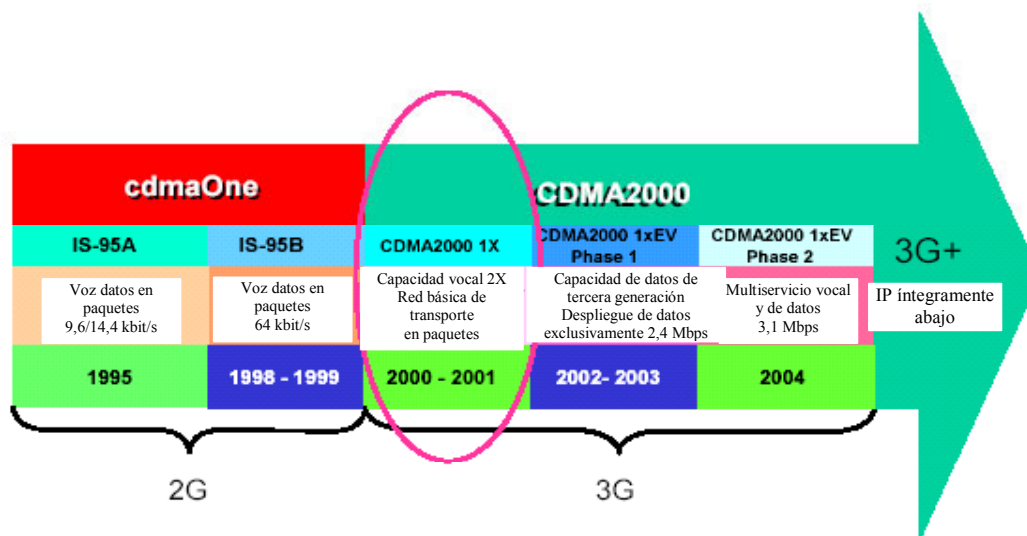 cdmaOne
CDMA2000
IS-95A
IS-95B
CDMA2000 1X
CDMA2000 1xEV
Phase 1
CDMA2000 1xEV
Phase 2
3G+
Voz datos en
paquetes
9,6/14,4 kbit/s
Voz datos en
paquetes
64 kbit/s
Capacidad vocal 2X
Red básica de
transporte
en paquetes
Capacidad de datos de
tercera generación
Despliegue de datos
exclusivamente 2,4 Mbps
Multiservicio vocal
y de datos
3,1 Mbps
IP íntegramente
abajo
1995
1998 - 1999
2000 - 2001
2002- 2003
2004
2G
3G